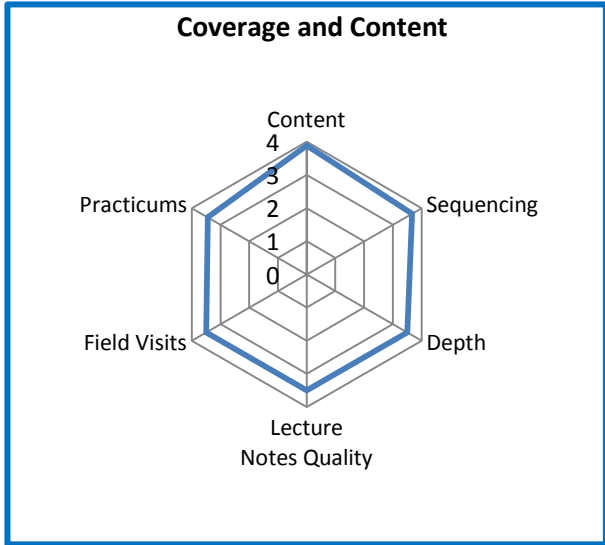 Coverage and Content
Content
4
3
2
1
0
Practicums
Sequencing
Field Visits
Depth
Lecture
Notes Quality